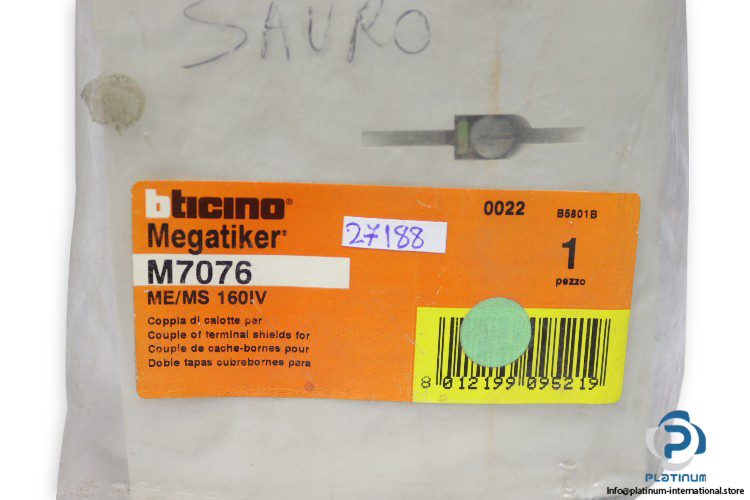 SAURO
bticino®
0022
B5801B
Megatiker®
27188
M7076
1
pezzo
ME/MS 160!V
Coppia di calotte per
Couple of terminal shields for
Couple de cache-bornes pour
Doble tapas cubrebornes para
8 012199 095219
PLATINUM
Info@platinum-international.store